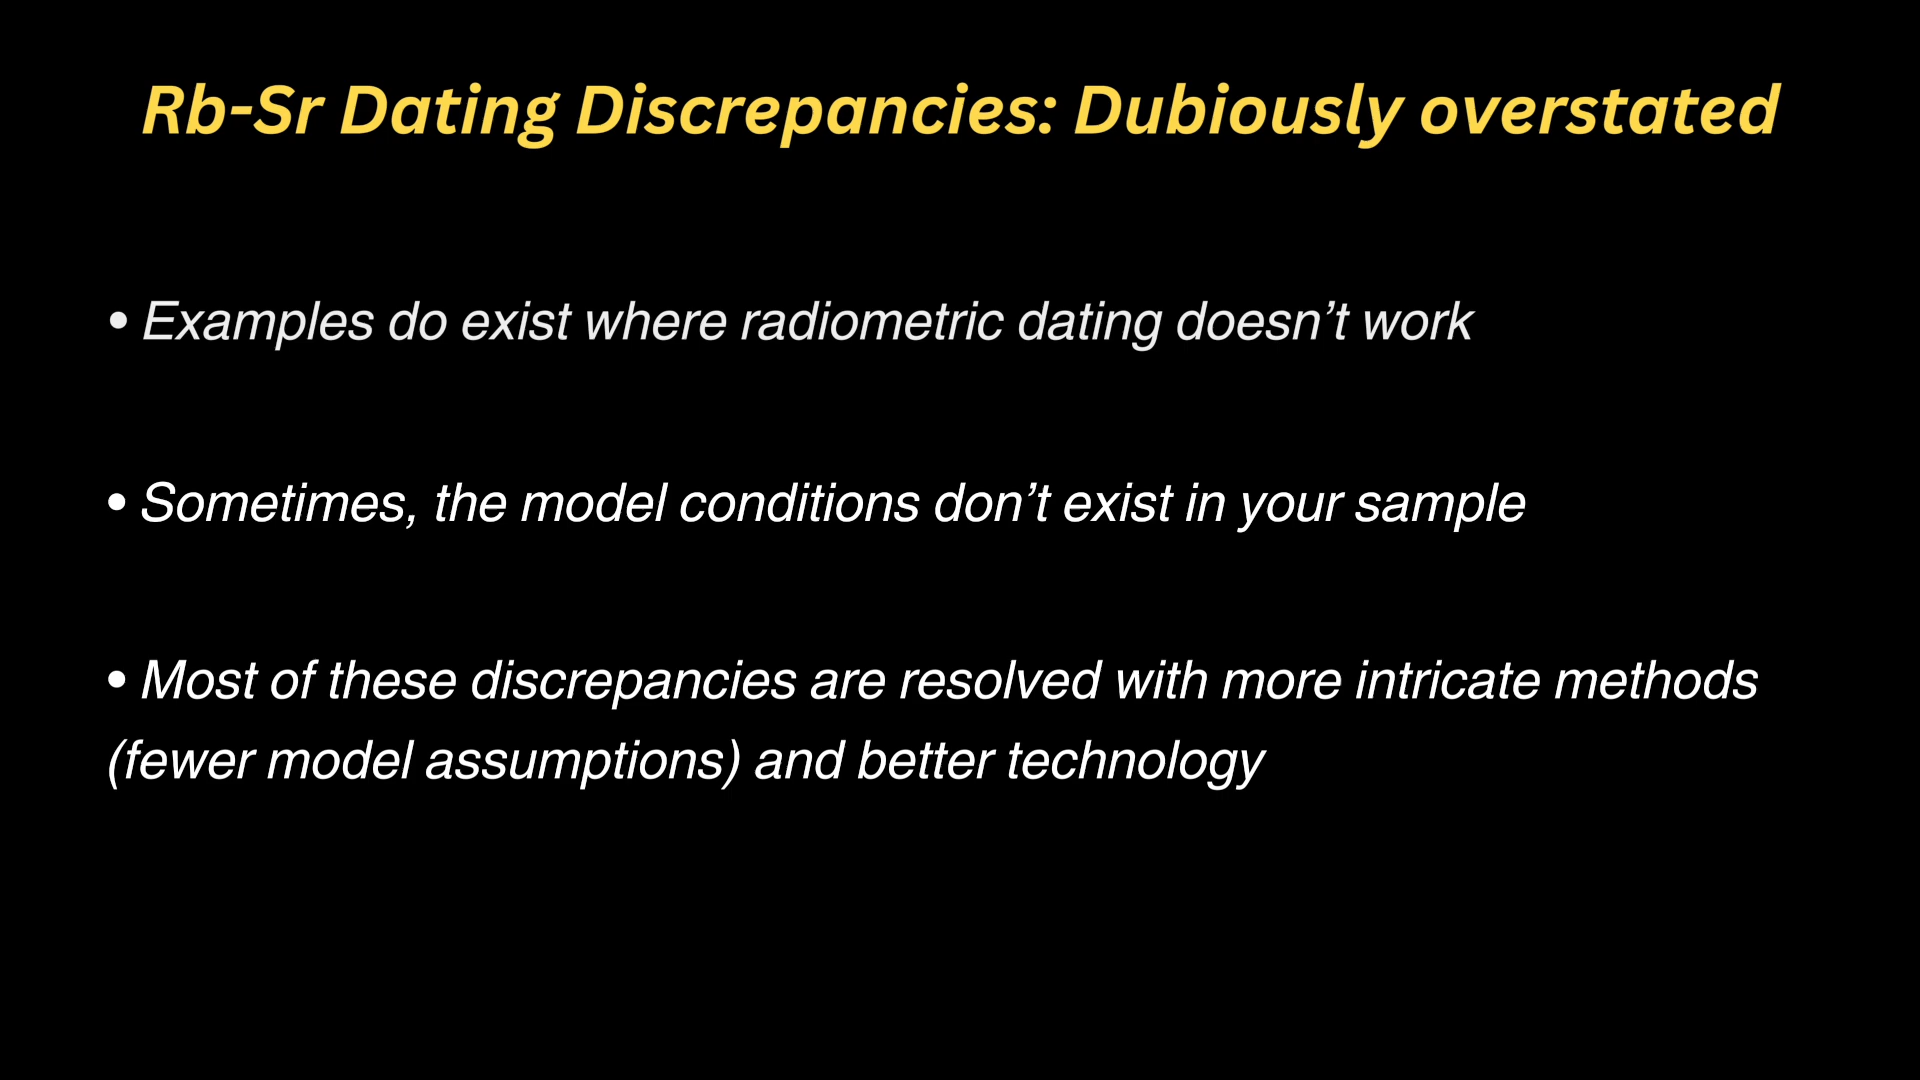 Rb-Sr Dating Discrepancies: Dubiously overstated
• Examples do exist where radiometric dating doesn’t work
• Sometimes, the model conditions don’t exist in your sample
• Most of these discrepancies are resolved with more intricate methods
(fewer model assumptions) and better technology